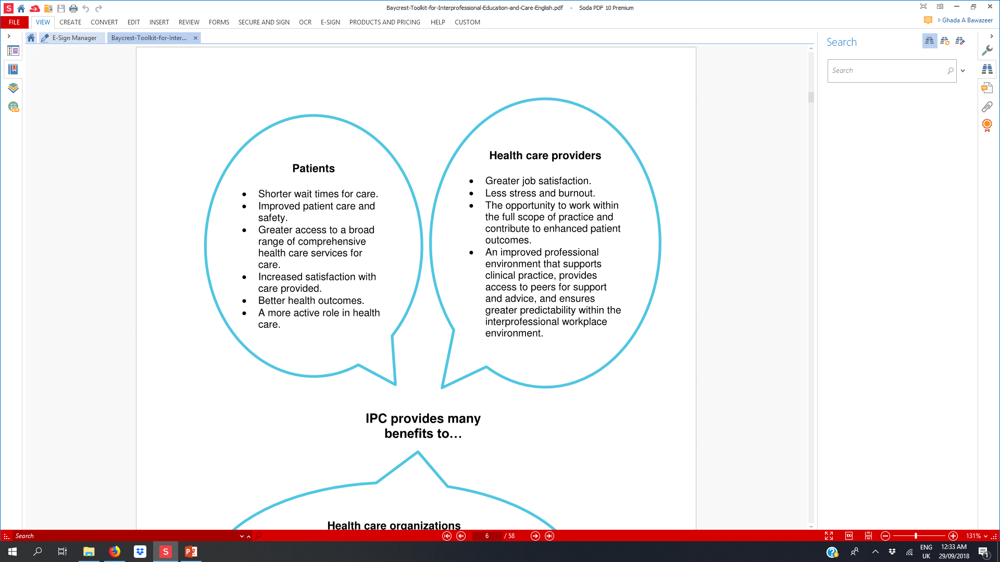 Baycrest-Toolkit-for-Interprofessional-Education-and-Care-English.pdf - Soda PDF 10 Premium
FILE VIEW CREATE CONVERT EDIT INSERT REVIEW FORMS SECURE AND SIGN OCR E-SIGN PRODUCTS AND PRICING HELP CUSTOM
Ghada A Bawazeer
E-Sign Manager
Baycrest-Toolkit-for-Inter...
Search
Search
Patients
• Shorter wait times for care.
• Improved patient care and
safety.
• Greater access to a broad
range of comprehensive
health care services for
care.
• Increased satisfaction with
care provided.
• Better health outcomes.
• A more active role in health
care.
Health care providers
• Greater job satisfaction.
• Less stress and burnout.
• The opportunity to work within
the full scope of practice and
contribute to enhanced patient
outcomes.
• An improved professional
environment that supports
clinical practice, provides
access to peers for support
and advice, and ensures
greater predictability within the
interprofessional workplace
environment.
IPC provides many
benefits to…
Health care organizations
Search
6 / 58
100
131%
ENG
UK
12:33 AM
29/09/2018
1